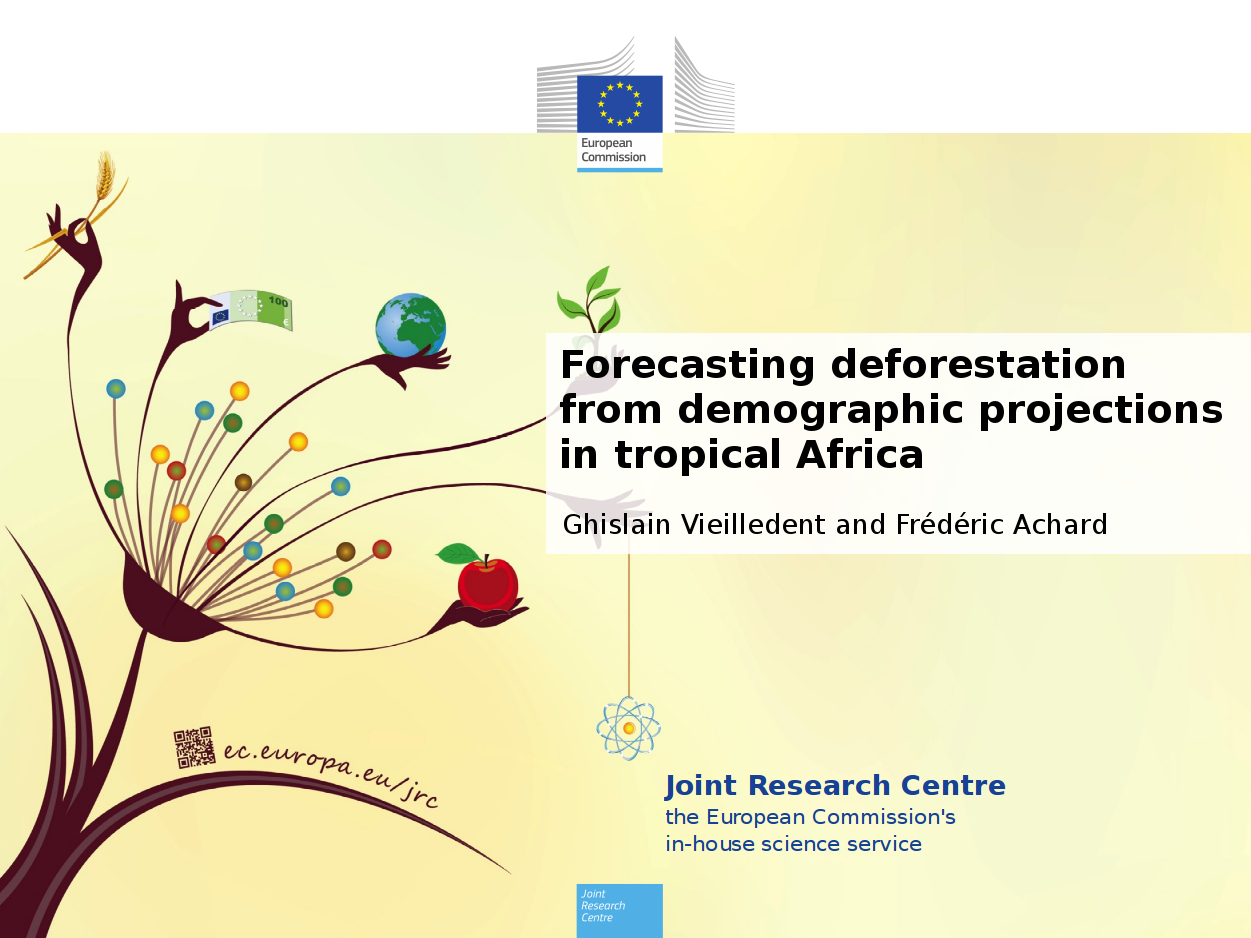 European
Commission
100
€
Forecasting deforestation
from demographic projections
in tropical Africa
Ghislain Vieilledent and Frédéric Achard
ec.europa.eu/jrc
Joint Research Centre
the European Commission's
in-house science service
Joint
Research
Centre